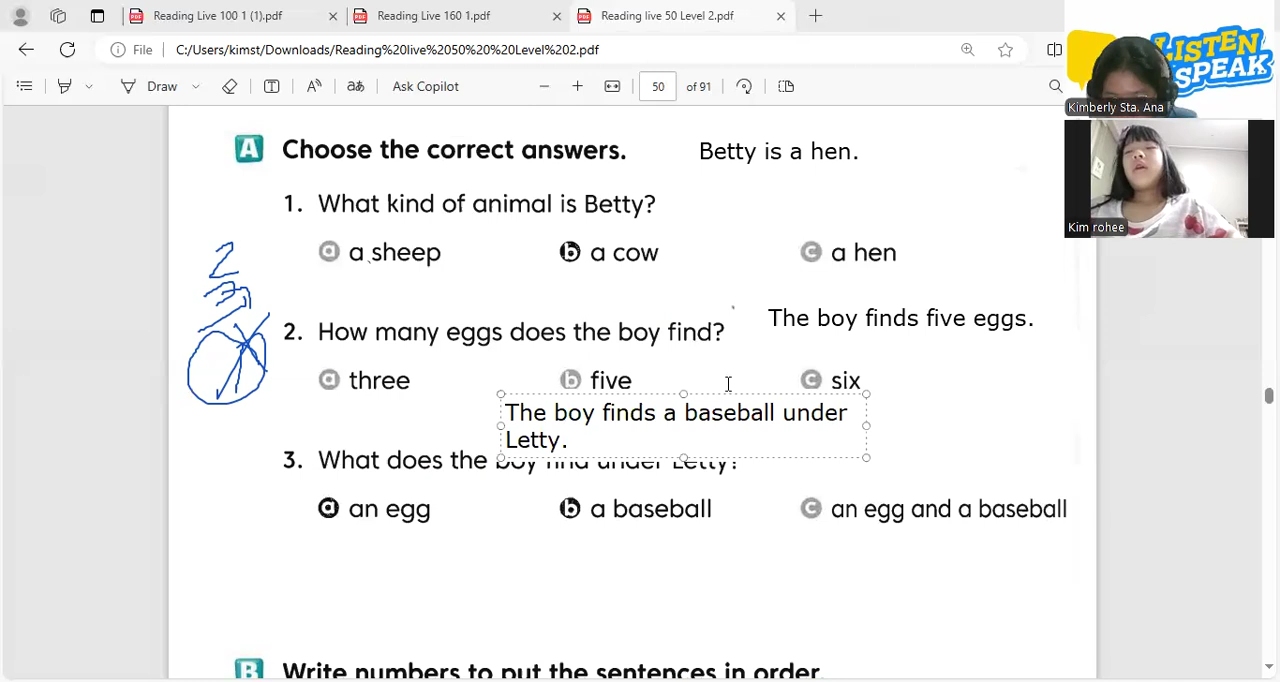 Reading Live 100 1 (1).pdf
Reading Live 160 1.pdf
Reading live 50 Level 2.pdf
File
C:/Users/kimst/Downloads/Reading%20live%2050%20%20Level%202.pdf
Draw
Ask Copilot
50 of 91
LISTEN
SPEAK
Kimberly Sta. Ana
Kim rohee
A Choose the correct answers. Betty is a hen.
1. What kind of animal is Betty?
a a sheep b a cow c a hen
The boy finds five eggs.
2. How many eggs does the boy find?
a three b five c six
The boy finds a baseball under
Letty.
3. What does the boy find under Letty?
a an egg b a baseball c an egg and a baseball
B Write numbers to put the sentences in order.
2